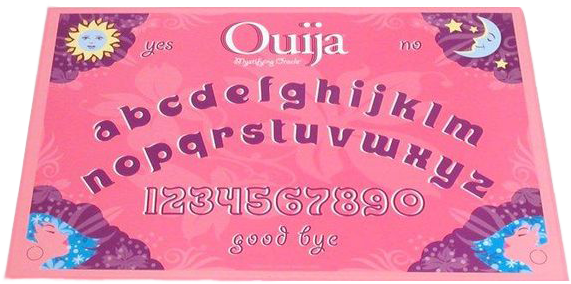 yes Ouija no
Mystifying Oracle
abcdefghijklm
nopqrstuvwxyz
1234567890
good bye